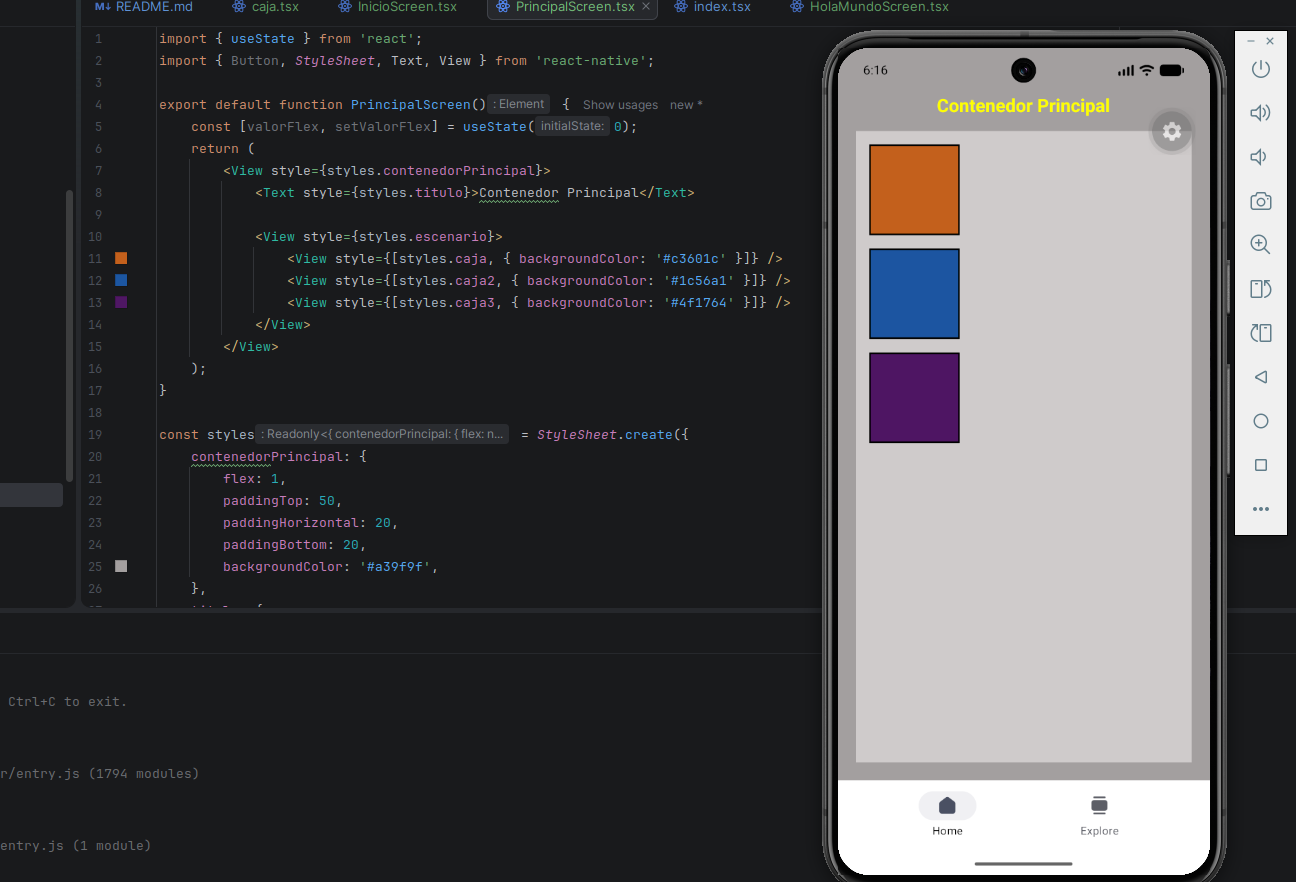 M↓ README.md
caja.tsx
InicioScreen.tsx
PrincipalScreen.tsx ×
index.tsx
HolaMundoScreen.tsx
1 import { useState } from 'react';
2 import { Button, StyleSheet, Text, View } from 'react-native';
3
4 export default function PrincipalScreen() : Element { Show usages new *
5 const [valorFlex, setValorFlex] = useState( initialState: 0);
6 return (
7 <View style={styles.contenedorPrincipal}>
8 <Text style={styles.titulo}>Contenedor Principal</Text>
9
10 <View style={styles.escenario}>
11 <View style={[styles.caja, { backgroundColor: '#c3601c' }]} />
12 <View style={[styles.caja2, { backgroundColor: '#1c56a1' }]} />
13 <View style={[styles.caja3, { backgroundColor: '#4f1764' }]} />
14 </View>
15 </View>
16 );
17 }
18
19 const styles : Readonly<{ contenedorPrincipal: { flex: n... = StyleSheet.create({
20 contenedorPrincipal: {
21 flex: 1,
22 paddingTop: 50,
23 paddingHorizontal: 20,
24 paddingBottom: 20,
25 backgroundColor: '#a39f9f',
26 },
Ctrl+C to exit.
r/entry.js (1794 modules)
entry.js (1 module)
6:16
Contenedor Principal
Home
Explore